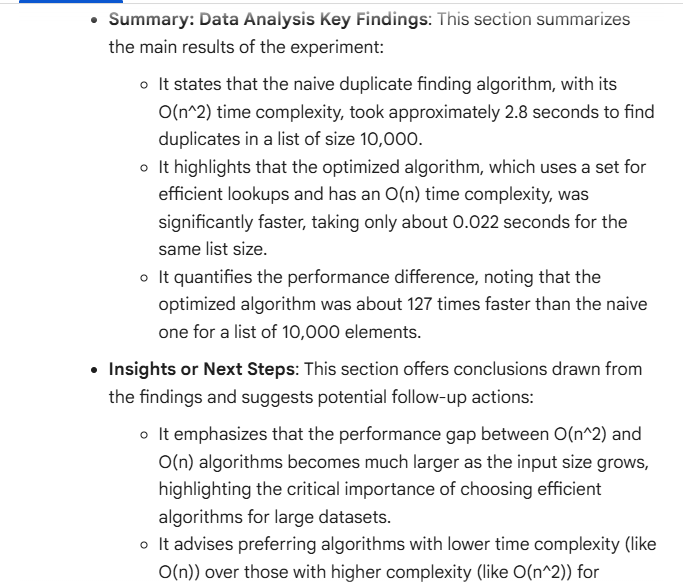 • Summary: Data Analysis Key Findings: This section summarizes
the main results of the experiment:
◦ It states that the naive duplicate finding algorithm, with its
O(n^2) time complexity, took approximately 2.8 seconds to find
duplicates in a list of size 10,000.
◦ It highlights that the optimized algorithm, which uses a set for
efficient lookups and has an O(n) time complexity, was
significantly faster, taking only about 0.022 seconds for the
same list size.
◦ It quantifies the performance difference, noting that the
optimized algorithm was about 127 times faster than the naive
one for a list of 10,000 elements.
• Insights or Next Steps: This section offers conclusions drawn from
the findings and suggests potential follow-up actions:
◦ It emphasizes that the performance gap between O(n^2) and
O(n) algorithms becomes much larger as the input size grows,
highlighting the critical importance of choosing efficient
algorithms for large datasets.
◦ It advises preferring algorithms with lower time complexity (like
O(n)) over those with higher complexity (like O(n^2)) for